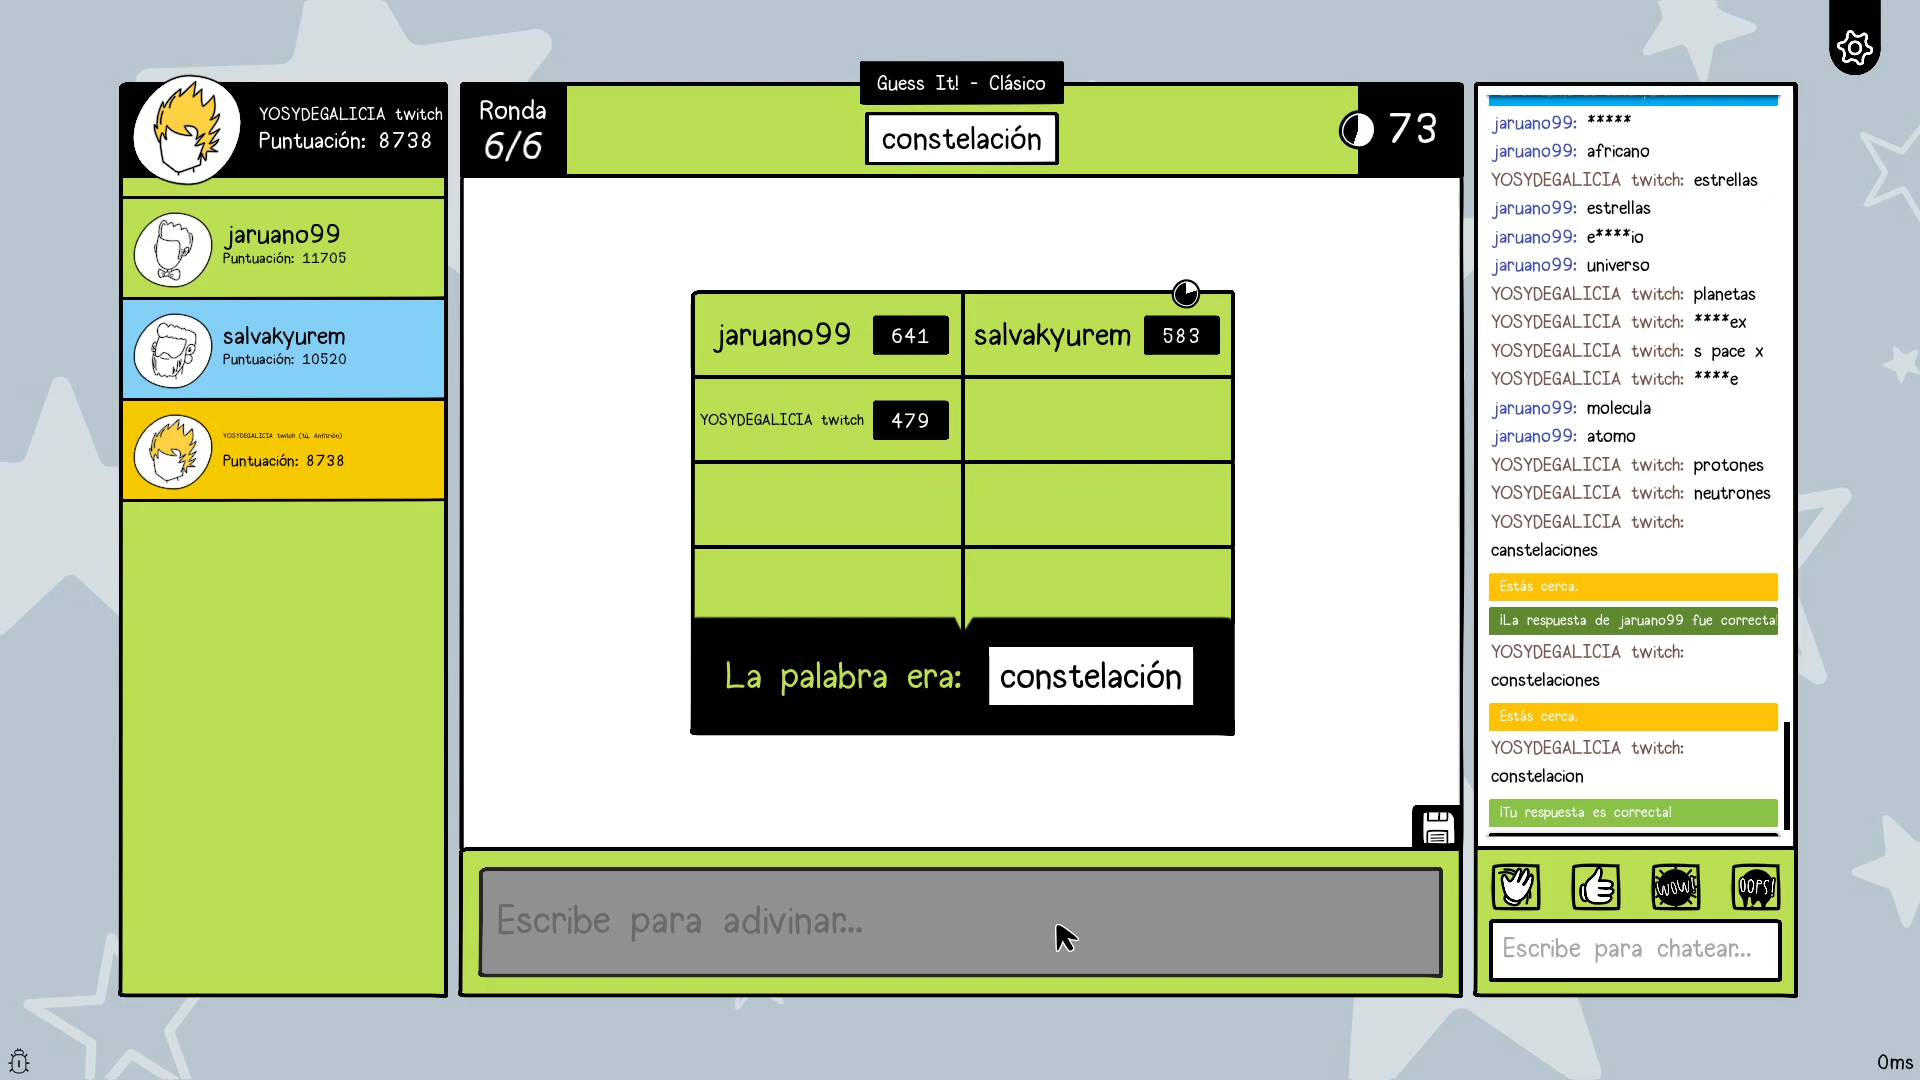 Guess It! - Clásico
YOSYDEGALICIA twitch
Puntuación: 8738
Ronda
6/6
constelación
73
jaruano99
Puntuación: 11705
salvakyurem
Puntuación: 10520
YOSYDEGALICIA twitch (tú, Anfitrión)
Puntuación: 8738
jaruano99 641
salvakyurem 583
YOSYDEGALICIA twitch 479
La palabra era: constelación
Escribe para adivinar...
jaruano99: *****
jaruano99: africano
YOSYDEGALICIA twitch: estrellas
jaruano99: estrellas
jaruano99: e****io
jaruano99: universo
YOSYDEGALICIA twitch: planetas
YOSYDEGALICIA twitch: ****ex
YOSYDEGALICIA twitch: s pace x
YOSYDEGALICIA twitch: ****e
jaruano99: molecula
jaruano99: atomo
YOSYDEGALICIA twitch: protones
YOSYDEGALICIA twitch: neutrones
YOSYDEGALICIA twitch:
canstelaciones
Estás cerca.
¡La respuesta de jaruano99 fue correcta
YOSYDEGALICIA twitch:
constelaciones
Estás cerca.
YOSYDEGALICIA twitch:
constelacion
¡Tu respuesta es correcta!
WOW!
OOPS!
Escribe para chatear...
0ms